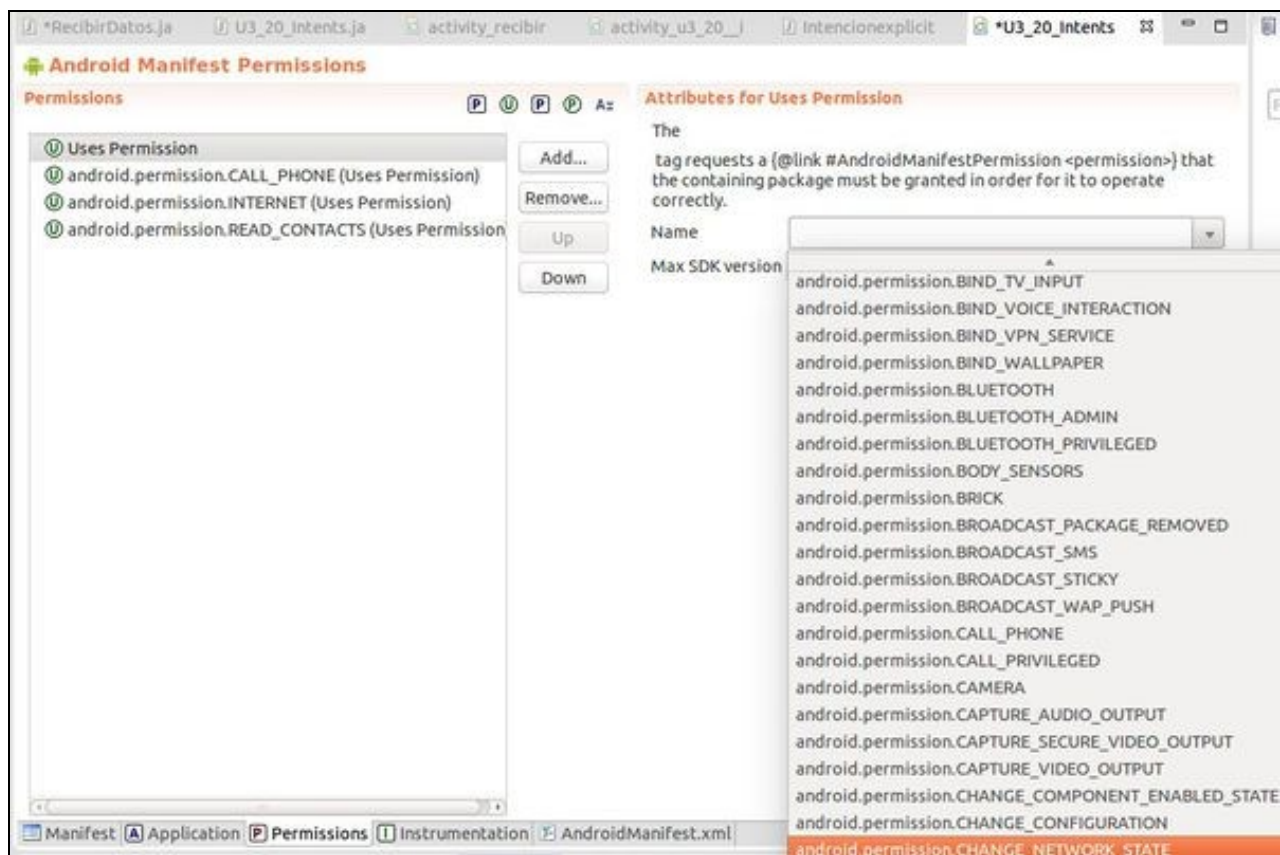 *RecibirDatos.ja U3_20_Intents.ja activity_recibir activity_u3_20__i Intencionexplicit *U3_20_Intents
Android Manifest Permissions
Permissions
P U P P Az
U Uses Permission
U android.permission.CALL_PHONE (Uses Permission)
U android.permission.INTERNET (Uses Permission)
U android.permission.READ_CONTACTS (Uses Permission
Add...
Remove...
Up
Down
Attributes for Uses Permission
The
tag requests a {@link #AndroidManifestPermission <permission>} that
the containing package must be granted in order for it to operate
correctly.
Name
Max SDK version
android.permission.BIND_TV_INPUT
android.permission.BIND_VOICE_INTERACTION
android.permission.BIND_VPN_SERVICE
android.permission.BIND_WALLPAPER
android.permission.BLUETOOTH
android.permission.BLUETOOTH_ADMIN
android.permission.BLUETOOTH_PRIVILEGED
android.permission.BODY_SENSORS
android.permission.BRICK
android.permission.BROADCAST_PACKAGE_REMOVED
android.permission.BROADCAST_SMS
android.permission.BROADCAST_STICKY
android.permission.BROADCAST_WAP_PUSH
android.permission.CALL_PHONE
android.permission.CALL_PRIVILEGED
android.permission.CAMERA
android.permission.CAPTURE_AUDIO_OUTPUT
android.permission.CAPTURE_SECURE_VIDEO_OUTPUT
android.permission.CAPTURE_VIDEO_OUTPUT
android.permission.CHANGE_COMPONENT_ENABLED_STATE
android.permission.CHANGE_CONFIGURATION
android.permission.CHANGE_NETWORK_STATE
Manifest A Application P Permissions I Instrumentation AndroidManifest.xml